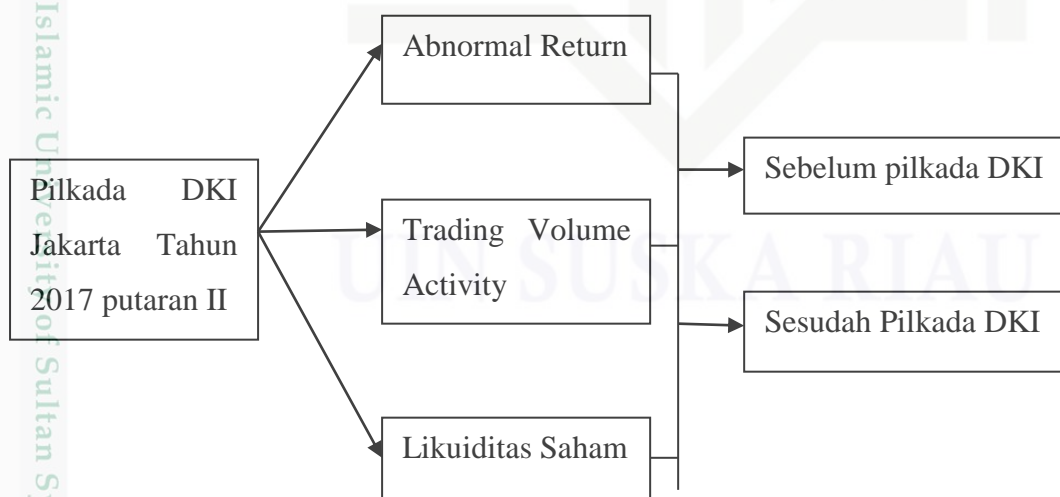 Islamic University of Sultan S
Abnormal Return
Pilkada DKI
Jakarta Tahun
2017 putaran II
Trading Volume
Activity
Likuiditas Saham
Sebelum pilkada DKI
Sesudah Pilkada DKI
UIN SUSKA RIAU